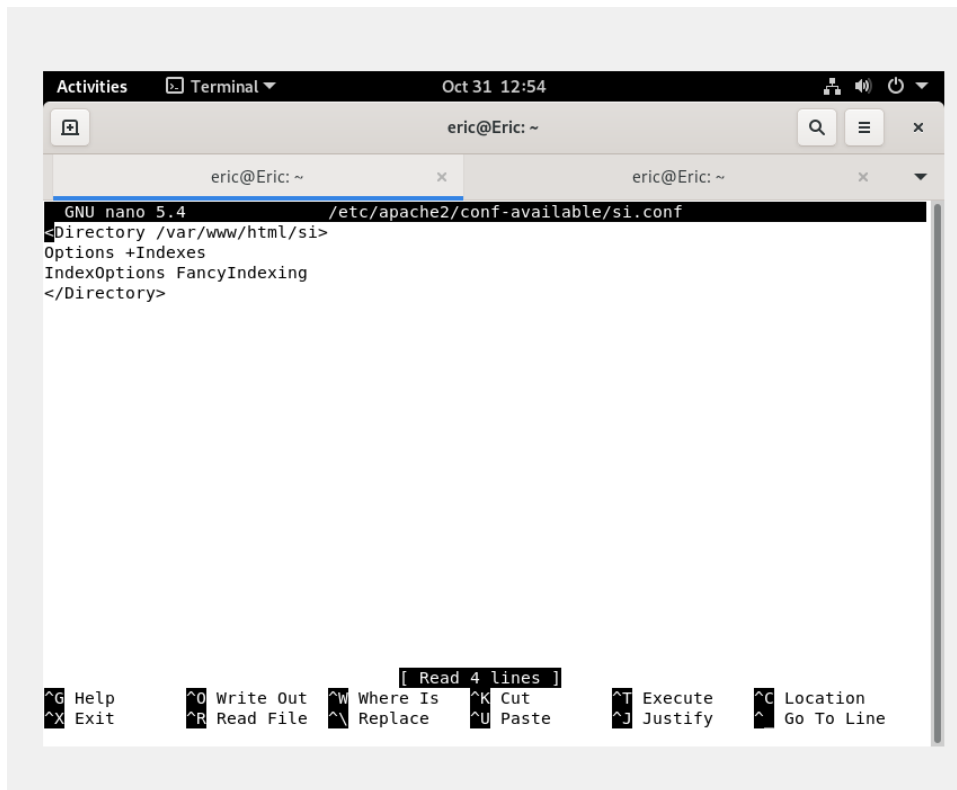 Activities Terminal Oct 31 12:54
eric@Eric: ~
eric@Eric: ~ × eric@Eric: ~ ×
GNU nano 5.4 /etc/apache2/conf-available/si.conf
<Directory /var/www/html/si>
Options +Indexes
IndexOptions FancyIndexing
</Directory>
[ Read 4 lines ]
^G Help ^O Write Out ^W Where Is ^K Cut ^T Execute ^C Location
^X Exit ^R Read File ^\ Replace ^U Paste ^J Justify ^_ Go To Line